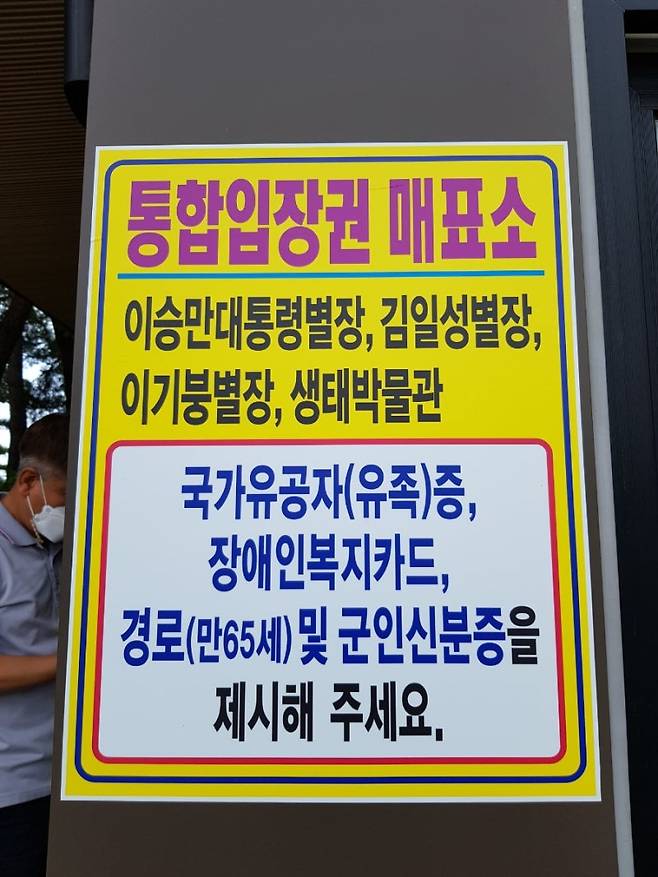 통합입장권 매표소
이승만대통령별장, 김일성별장,
이기붕별장, 생태박물관
국가유공자(유족)증,
장애인복지카드,
경로(만65세) 및 군인신분증을
제시해 주세요.